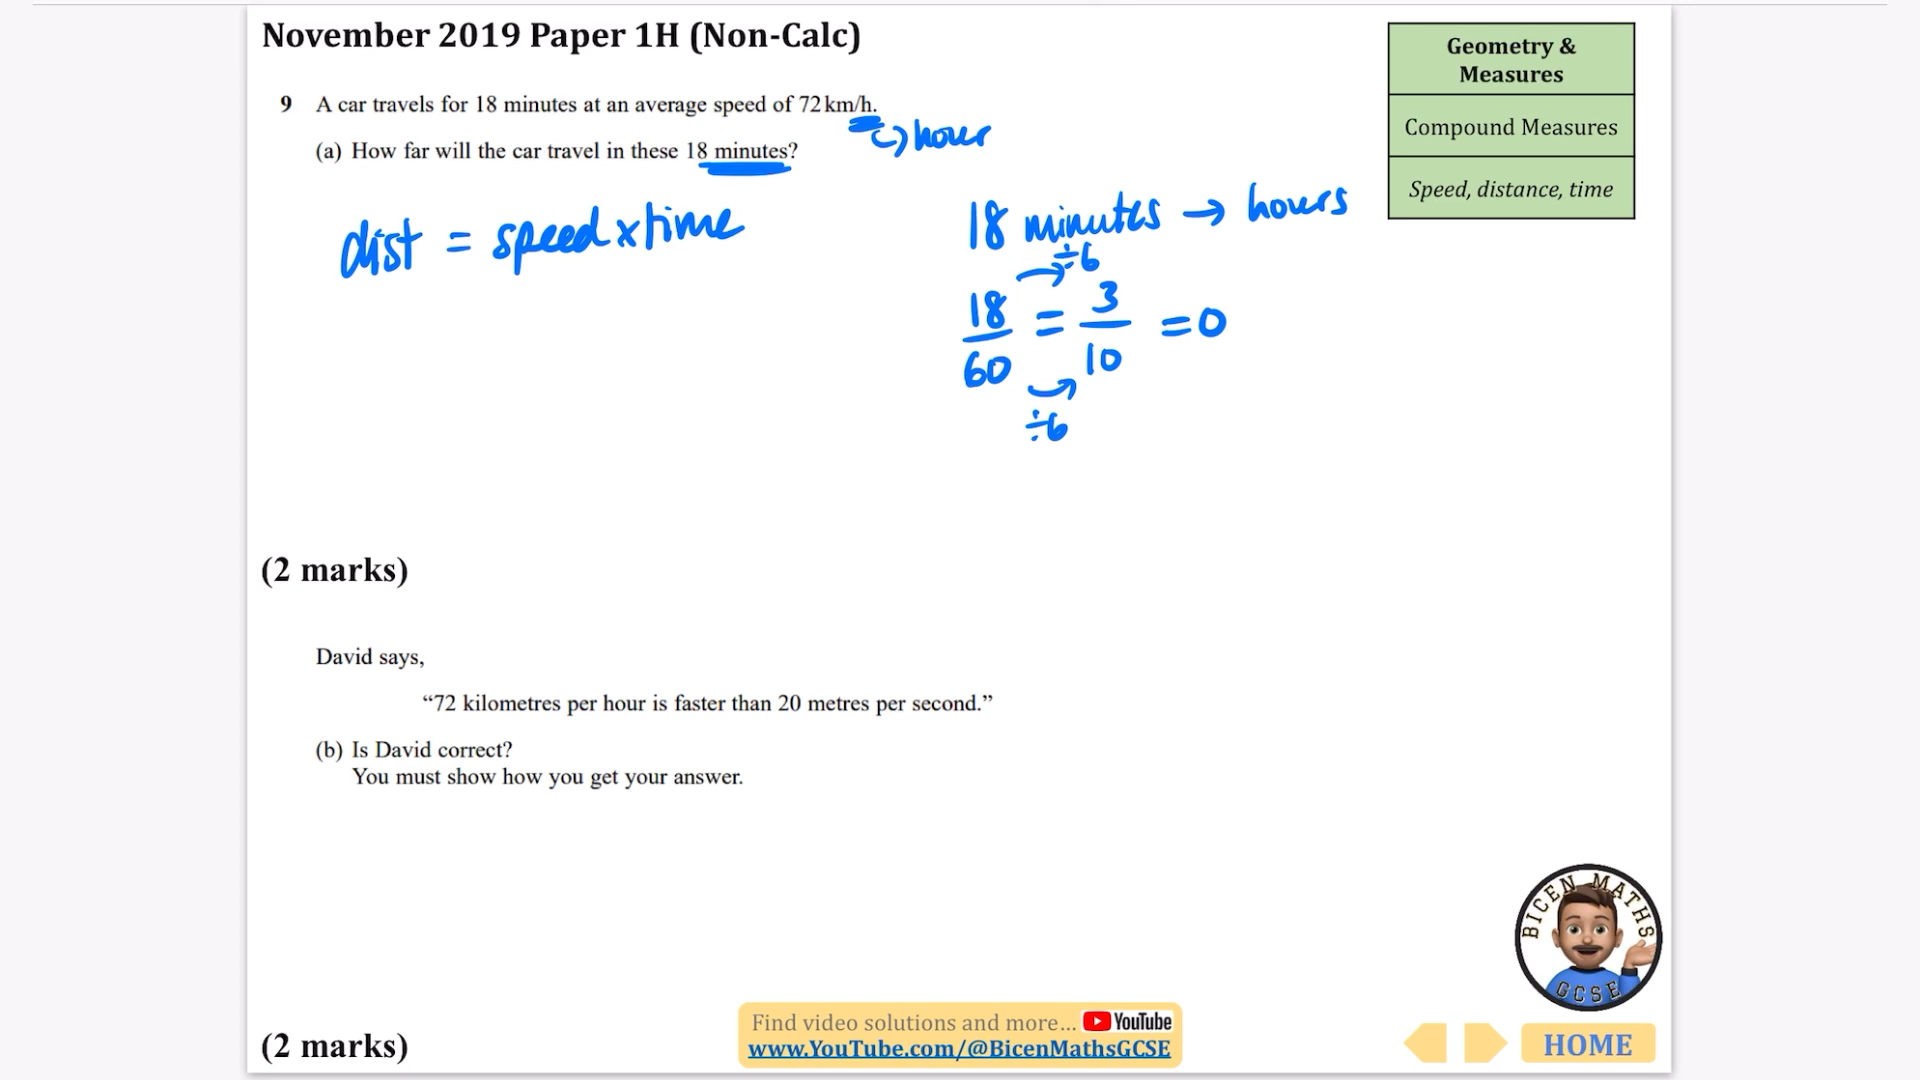 November 2019 Paper 1H (Non-Calc)
Geometry &
Measures
Compound Measures
Speed, distance, time
9 A car travels for 18 minutes at an average speed of 72 km/h.
hour
(a) How far will the car travel in these 18 minutes?
dist = speed x time
18 minutes → hours
÷6
18/60 = 3/10 = 0
÷6
(2 marks)
David says,
“72 kilometres per hour is faster than 20 metres per second.”
(b) Is David correct?
You must show how you get your answer.
BICEN MATHS
GCSE
(2 marks)
Find video solutions and more... YouTube
www.YouTube.com/@BicenMathsGCSE
HOME